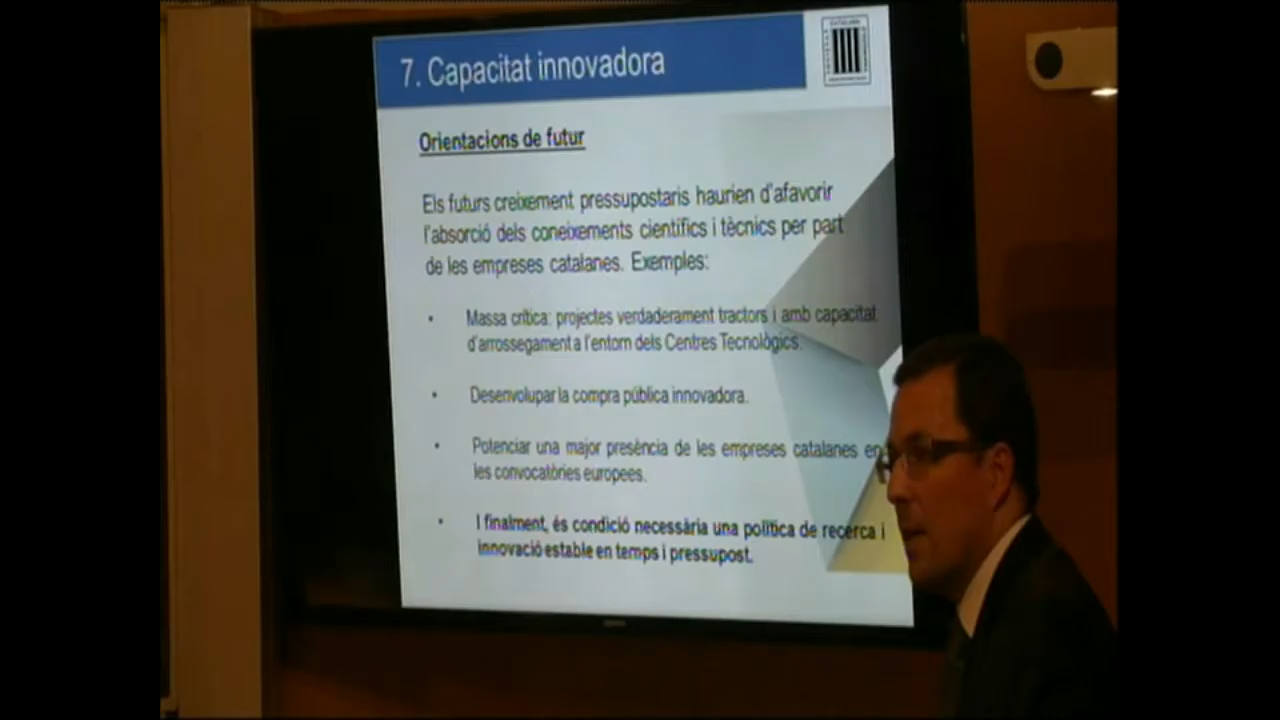 7. Capacitat innovadora
Orientacions de futur
Els futurs creixement pressupostaris haurien d'afavorir
l'absorció dels coneixements científics i tècnics per part
de les empreses catalanes. Exemples:
• Massa crítica: projectes verdaderament tractors i amb capacitat
d'arrossegament a l'entorn dels Centres Tecnològics.
• Desenvolupar la compra pública innovadora.
• Potenciar una major presència de les empreses catalanes en
les convocatòries europees.
• I finalment, és condició necessària una política de recerca i
innovació estable en temps i pressupost.